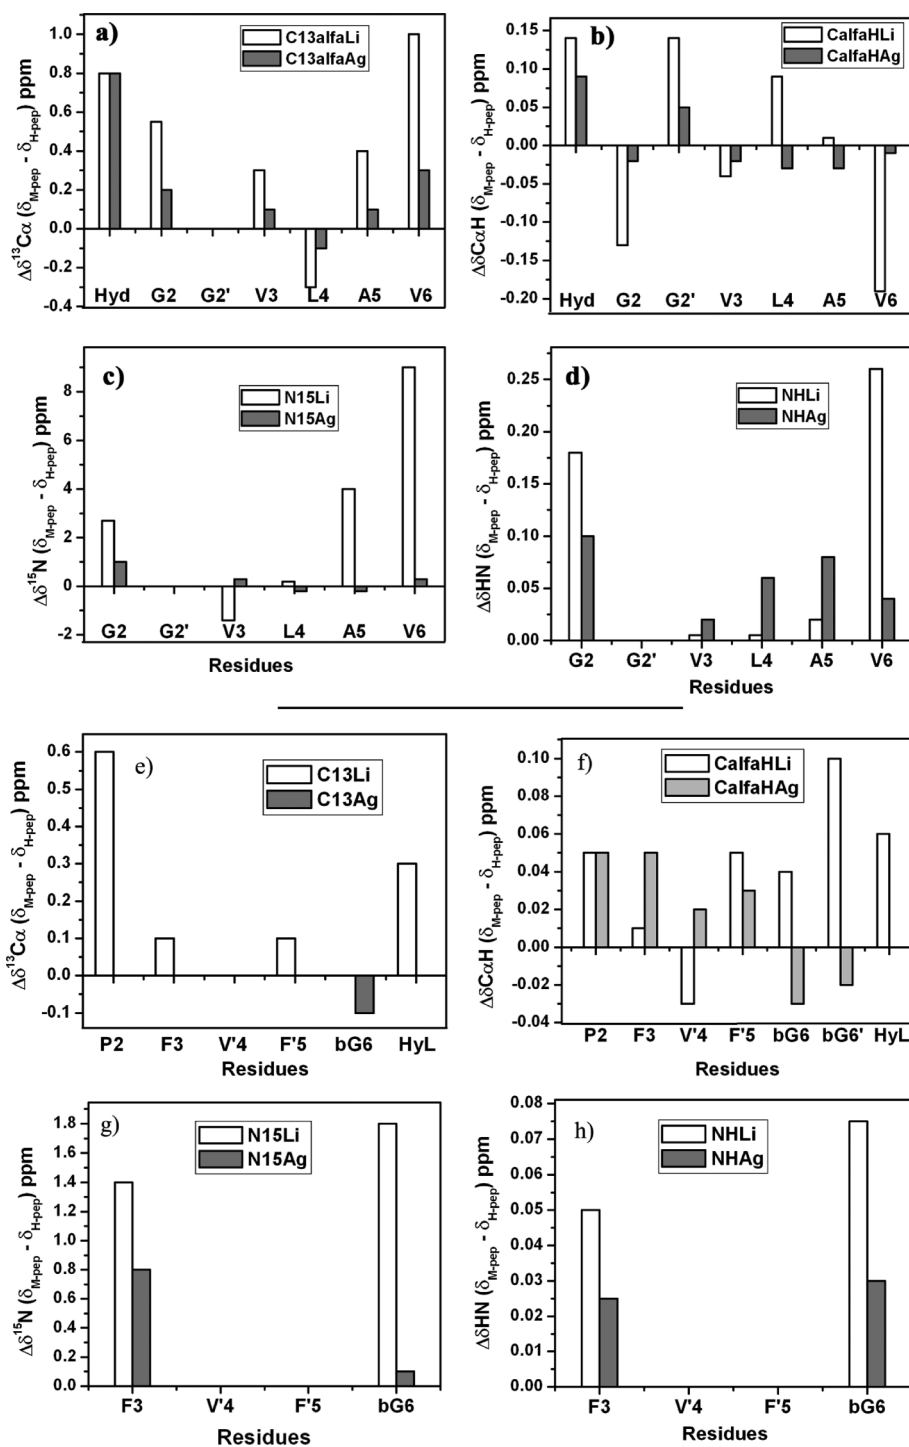 a)
C13alfaLi
C13alfaAg
Δδ¹³Cα (δM-pep - δH-pep) ppm
1.0
0.8
0.6
0.4
0.2
0.0
-0.2
-0.4
Hyd G2 G2' V3 L4 A5 V6
b)
CalfaHLi
CalfaHAg
ΔδCαH (δM-pep - δH-pep) ppm
0.15
0.10
0.05
0.00
-0.05
-0.10
-0.15
-0.20
Hyd G2 G2' V3 L4 A5 V6
c)
N15Li
N15Ag
Δδ¹⁵N (δM-pep - δH-pep) ppm
8
6
4
2
0
-2
G2 G2' V3 L4 A5 V6
Residues
d)
NHLi
NHAg
ΔδHN (δM-pep - δH-pep) ppm
0.25
0.20
0.15
0.10
0.05
0.00
G2 G2' V3 L4 A5 V6
Residues
e)
C13Li
C13Ag
Δδ¹³Cα (δM-pep - δH-pep) ppm
0.6
0.5
0.4
0.3
0.2
0.1
0.0
-0.1
P2 F3 V'4 F'5 bG6 HyL
Residues
f)
CalfaHLi
CalfaHAg
ΔδCαH (δM-pep - δH-pep) ppm
0.10
0.08
0.06
0.04
0.02
0.00
-0.02
-0.04
P2 F3 V'4 F'5 bG6 bG6' HyL
Residues
g)
N15Li
N15Ag
Δδ¹⁵N (δM-pep - δH-pep) ppm
1.8
1.6
1.4
1.2
1.0
0.8
0.6
0.4
0.2
0.0
F3 V'4 F'5 bG6
Residues
h)
NHLi
NHAg
ΔδHN (δM-pep - δH-pep) ppm
0.08
0.07
0.06
0.05
0.04
0.03
0.02
0.01
0.00
F3 V'4 F'5 bG6
Residues